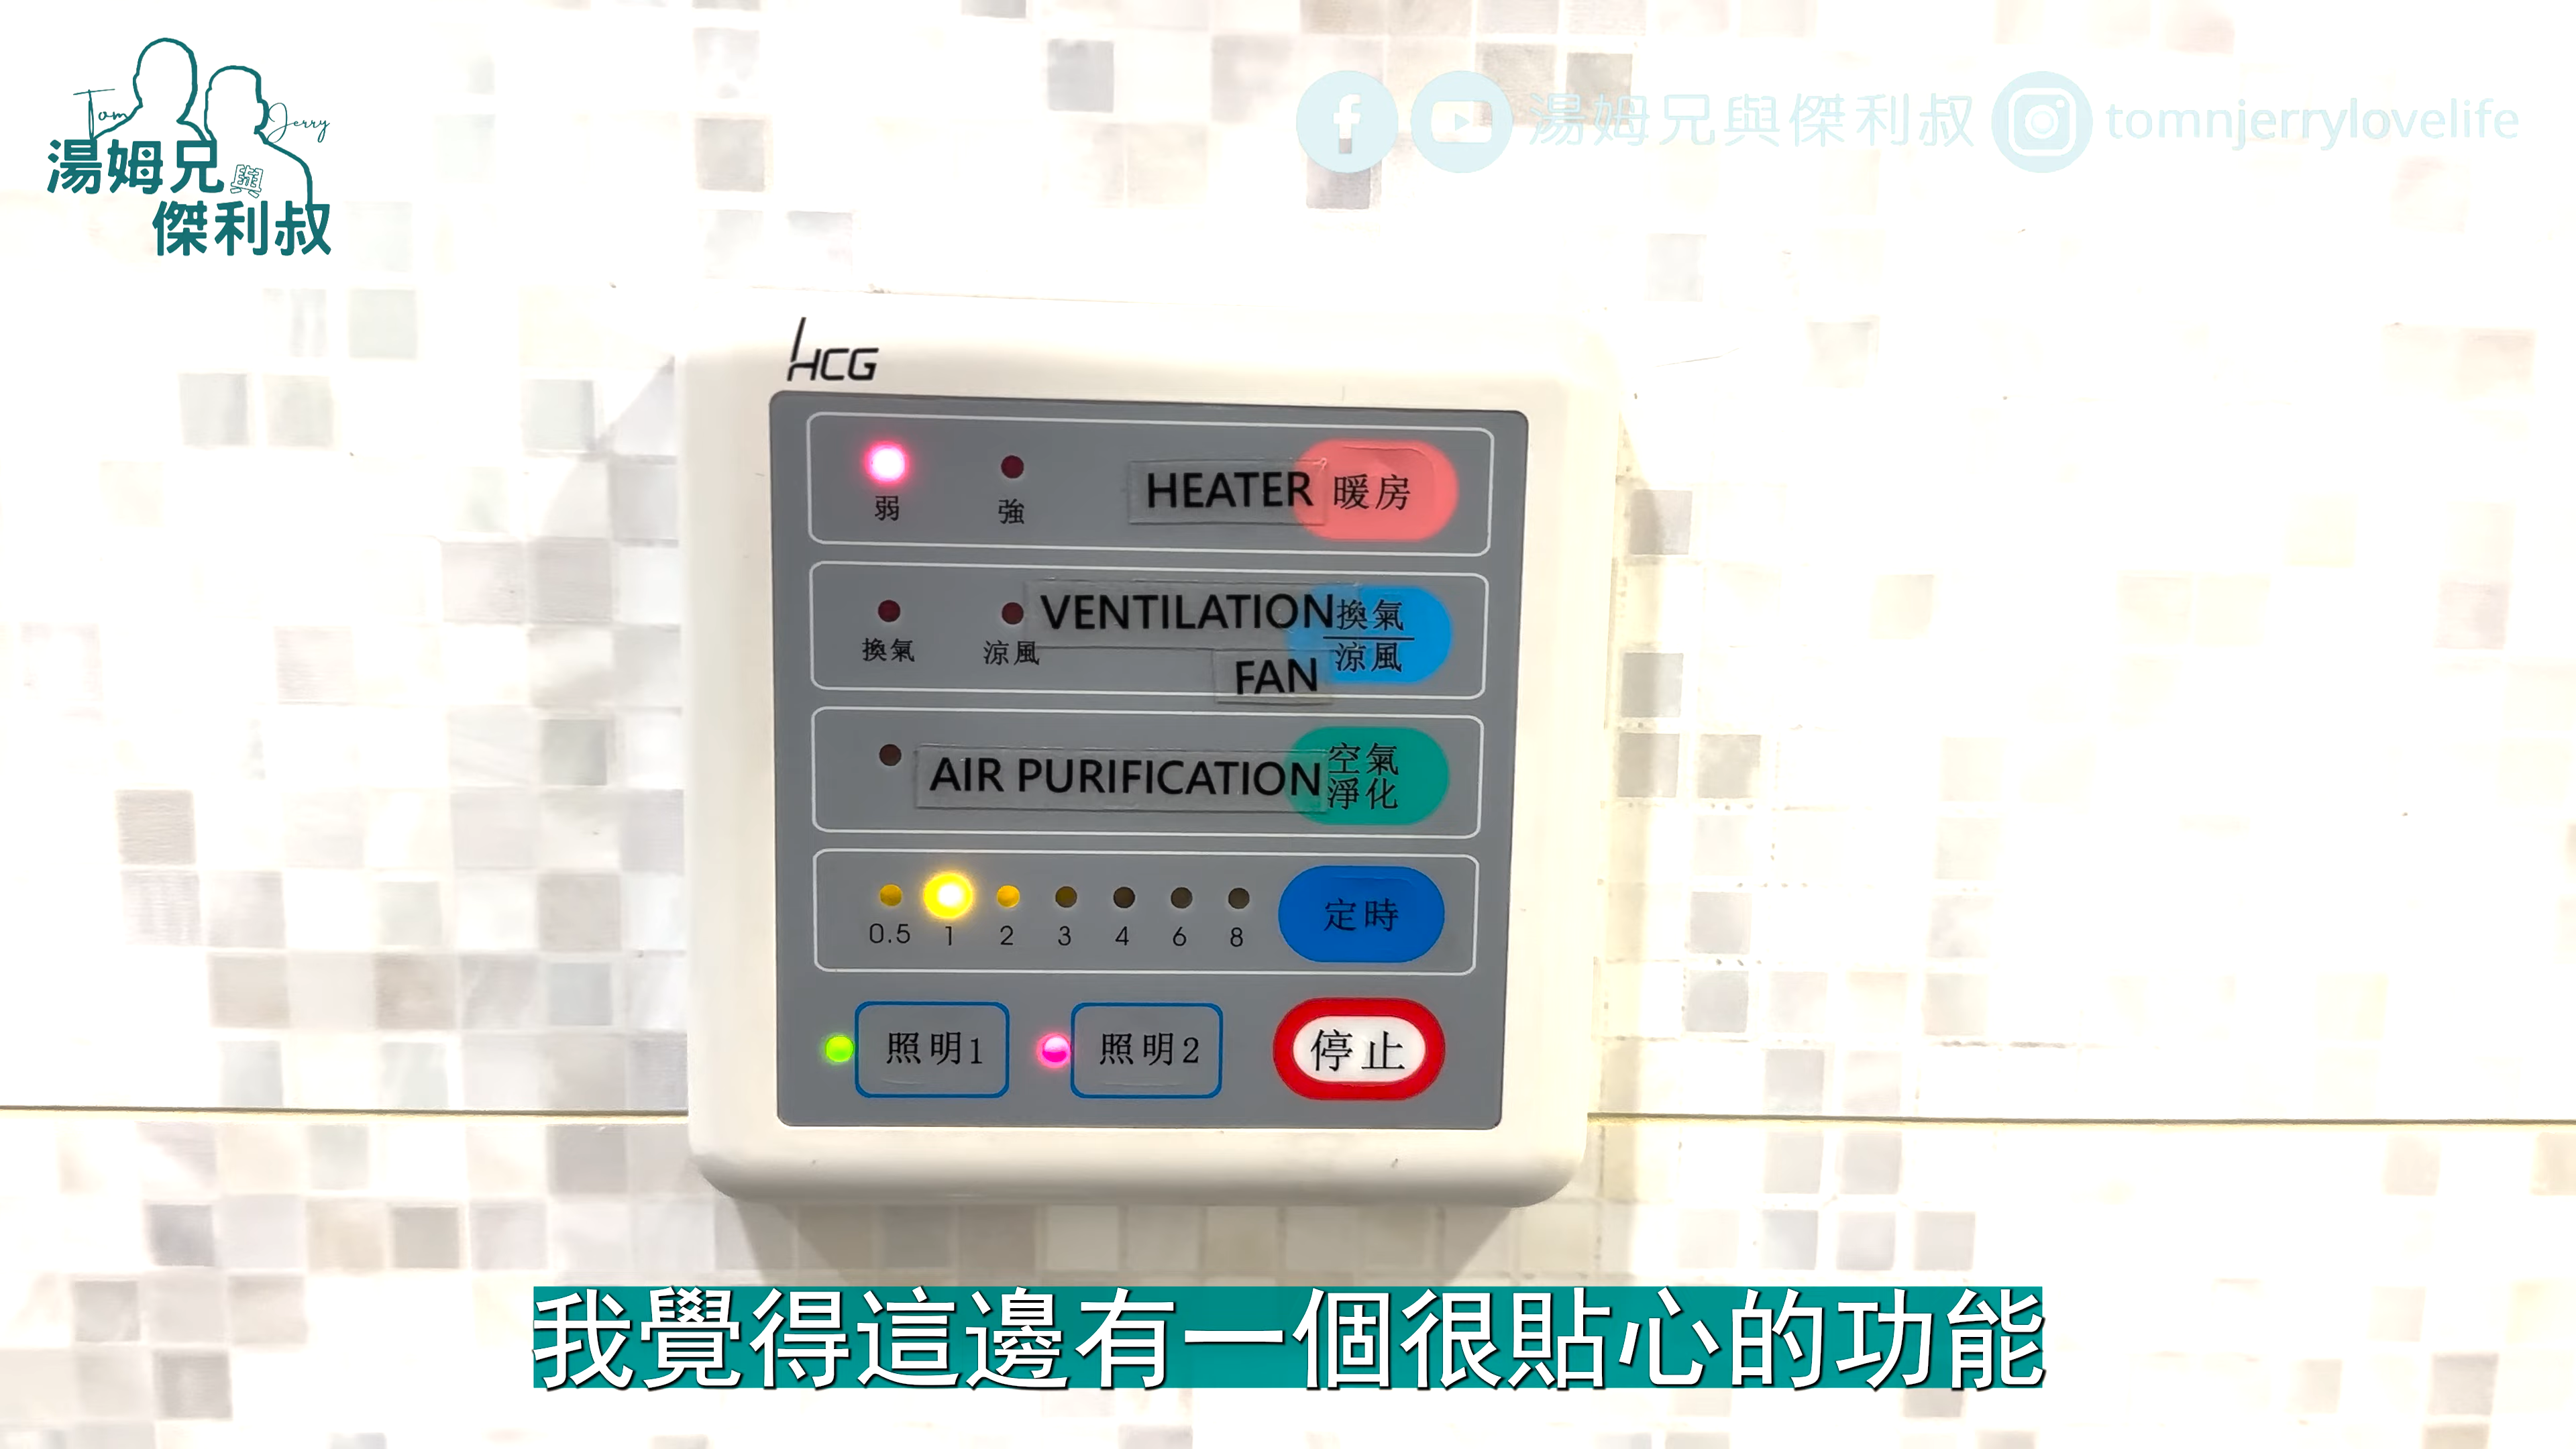 Tom Jerry
湯姆兄與
傑利叔
湯姆兄與傑利叔 tomnjerrylovelife
HCG
弱 強 HEATER 暖房
換氣 涼風 VENTILATION 換氣
FAN 涼風
AIR PURIFICATION 空氣
淨化
0.5 1 2 3 4 6 8 定時
照明1 照明2 停止
我覺得這邊有一個很貼心的功能